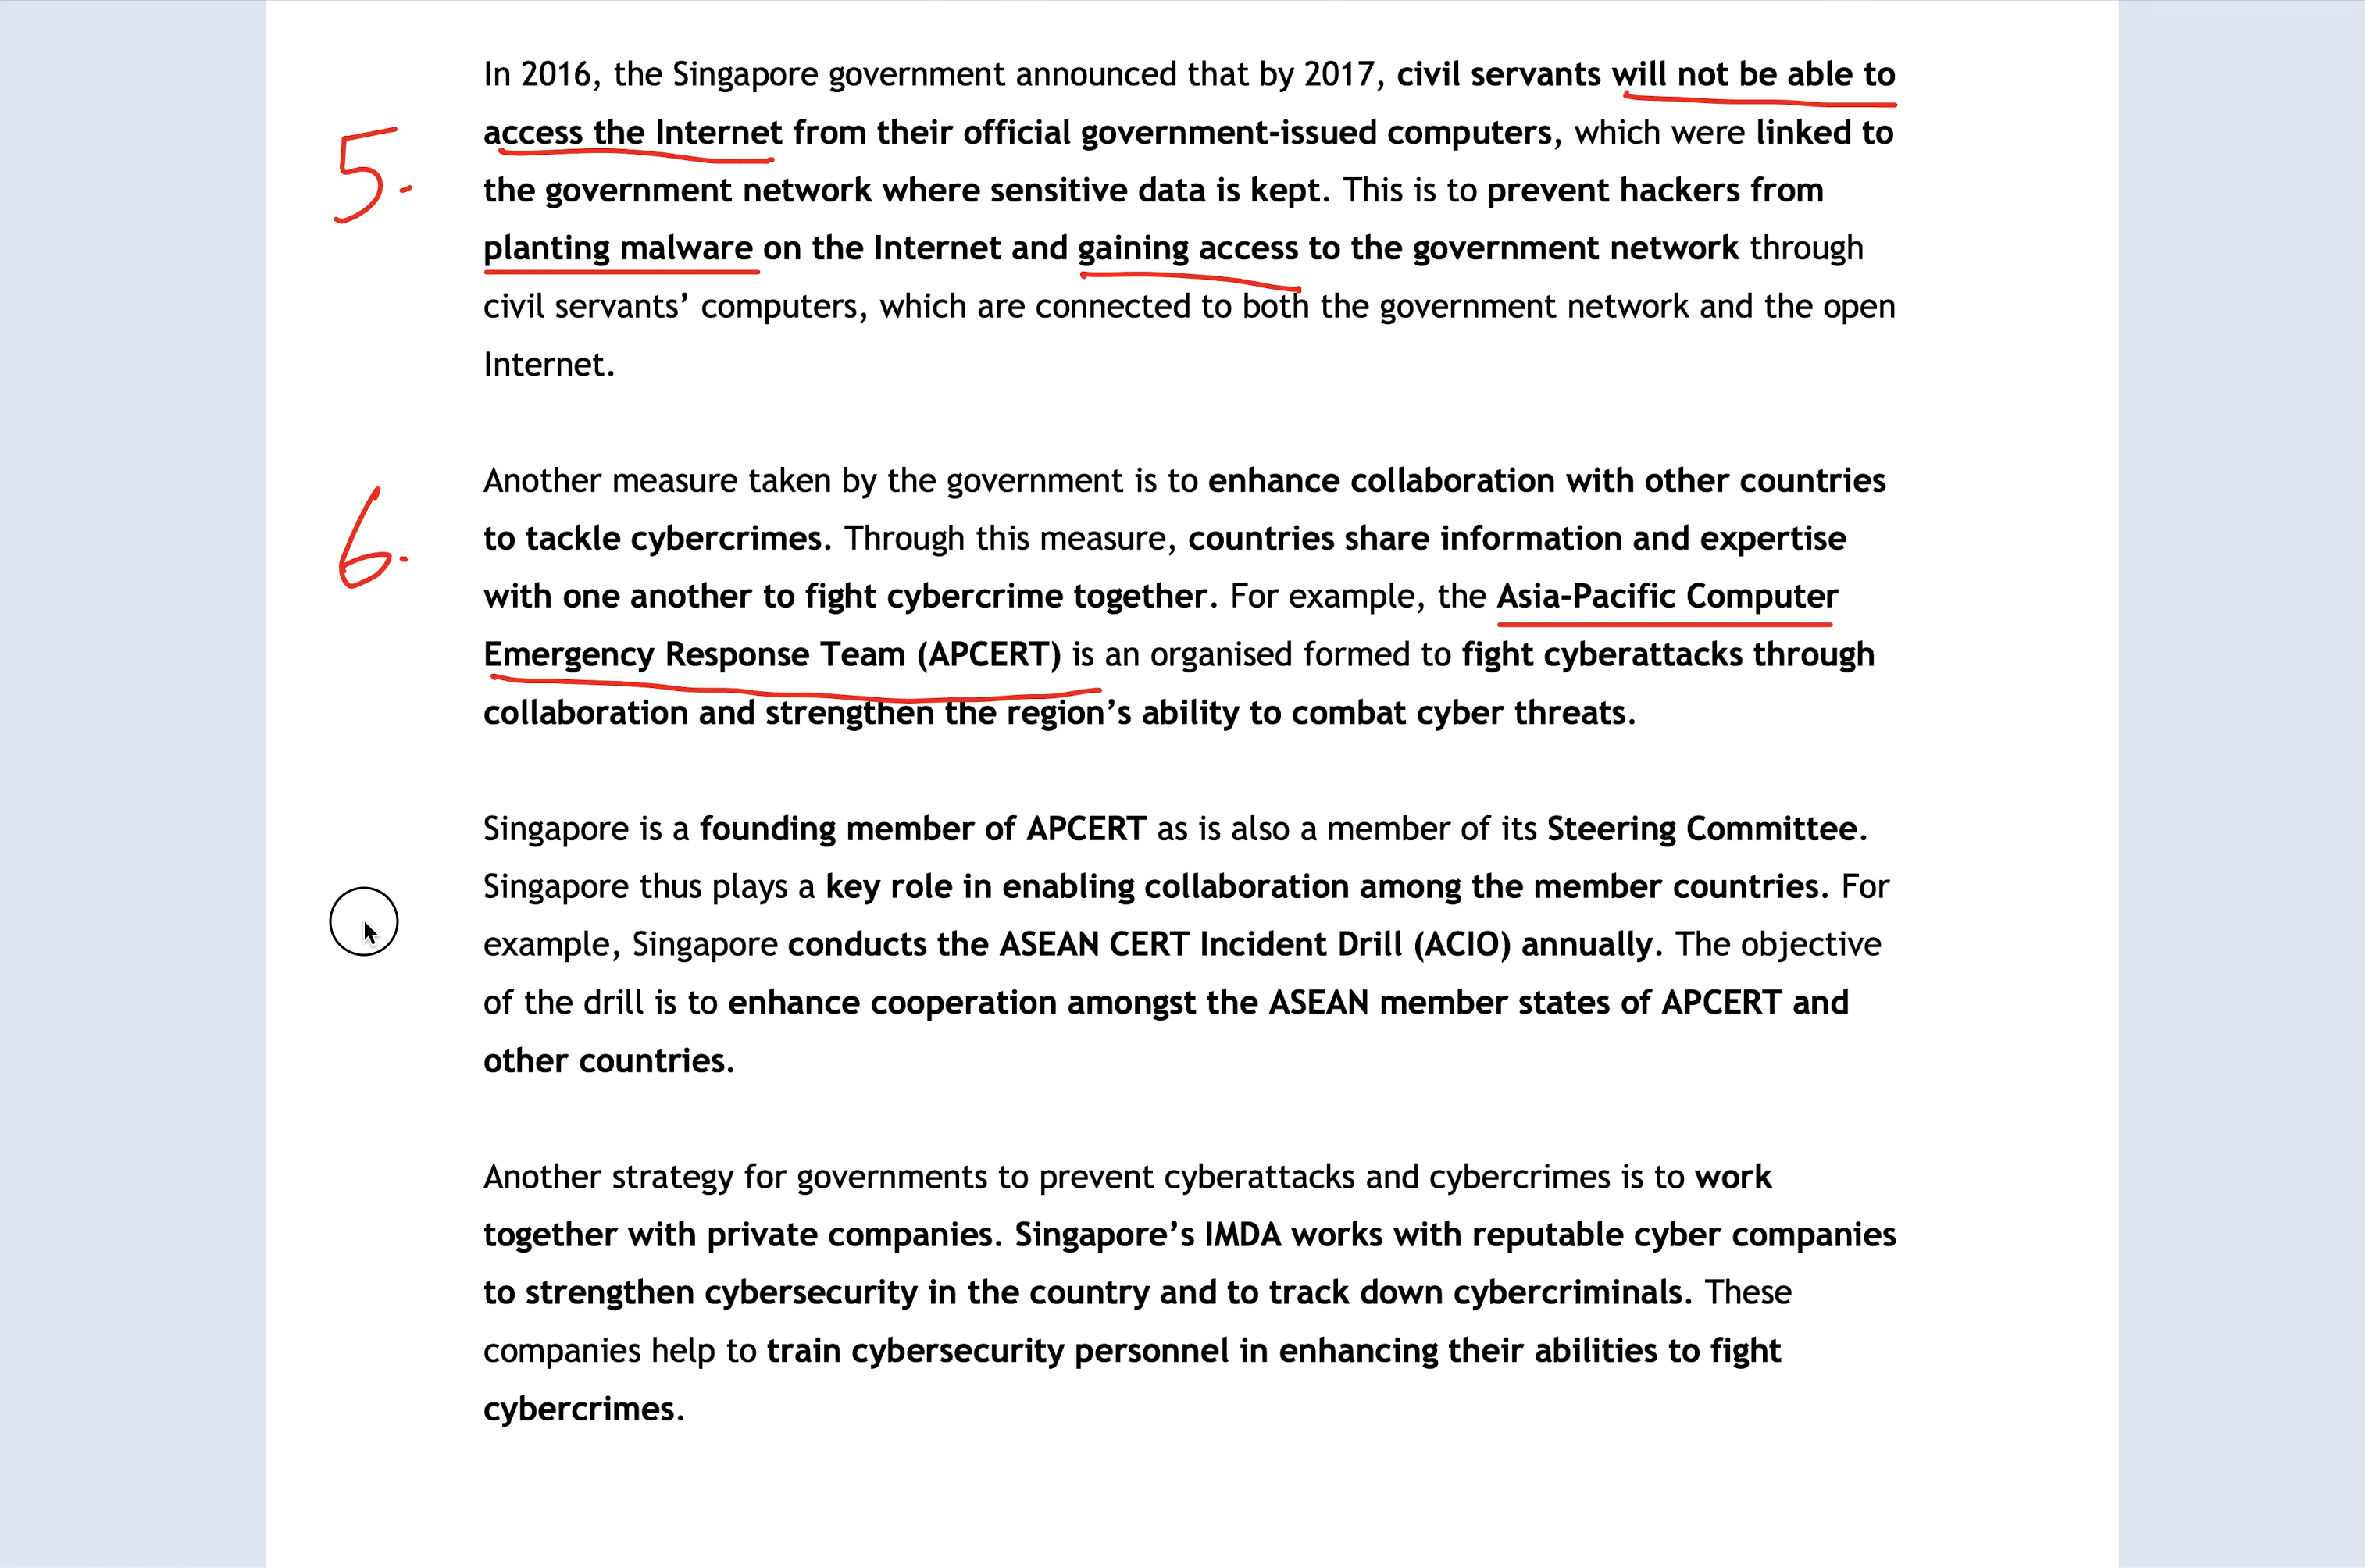 In 2016, the Singapore government announced that by 2017, civil servants will not be able to
5. access the Internet from their official government-issued computers, which were linked to
the government network where sensitive data is kept. This is to prevent hackers from
planting malware on the Internet and gaining access to the government network through
civil servants’ computers, which are connected to both the government network and the open
Internet.
Another measure taken by the government is to enhance collaboration with other countries
6. to tackle cybercrimes. Through this measure, countries share information and expertise
with one another to fight cybercrime together. For example, the Asia-Pacific Computer
Emergency Response Team (APCERT) is an organised formed to fight cyberattacks through
collaboration and strengthen the region’s ability to combat cyber threats.
Singapore is a founding member of APCERT as is also a member of its Steering Committee.
Singapore thus plays a key role in enabling collaboration among the member countries. For
example, Singapore conducts the ASEAN CERT Incident Drill (ACIO) annually. The objective
of the drill is to enhance cooperation amongst the ASEAN member states of APCERT and
other countries.
Another strategy for governments to prevent cyberattacks and cybercrimes is to work
together with private companies. Singapore’s IMDA works with reputable cyber companies
to strengthen cybersecurity in the country and to track down cybercriminals. These
companies help to train cybersecurity personnel in enhancing their abilities to fight
cybercrimes.